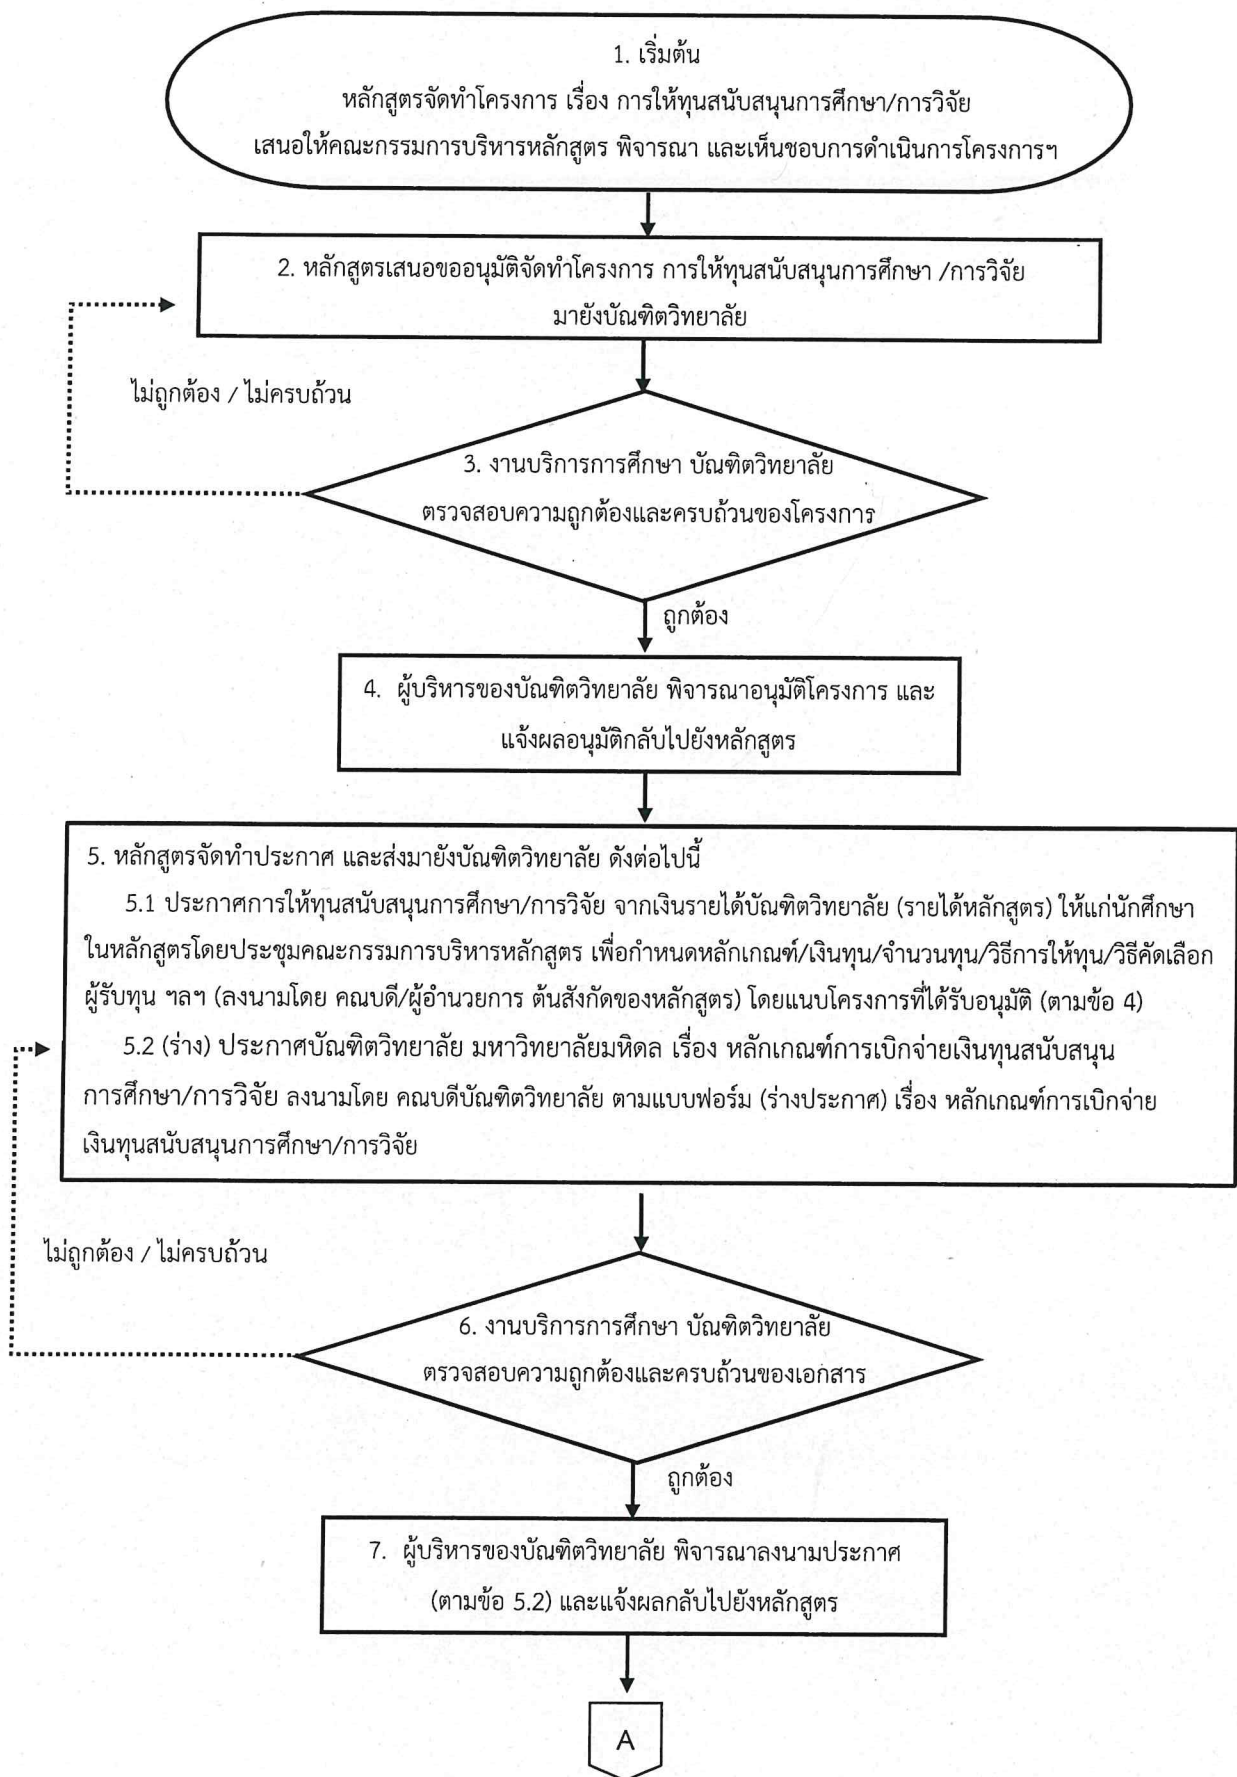 1. เริ่มต้น
หลักสูตรจัดทำโครงการ เรื่อง การให้ทุนสนับสนุนการศึกษา/การวิจัย
เสนอให้คณะกรรมการบริหารหลักสูตร พิจารณา และเห็นชอบการดำเนินการโครงการฯ
2. หลักสูตรเสนอขออนุมัติจัดทำโครงการ การให้ทุนสนับสนุนการศึกษา /การวิจัย
มายังบัณฑิตวิทยาลัย
ไม่ถูกต้อง / ไม่ครบถ้วน
3. งานบริการการศึกษา บัณฑิตวิทยาลัย
ตรวจสอบความถูกต้องและครบถ้วนของโครงการ
ถูกต้อง
4. ผู้บริหารของบัณฑิตวิทยาลัย พิจารณาอนุมัติโครงการ และ
แจ้งผลอนุมัติกลับไปยังหลักสูตร
5. หลักสูตรจัดทำประกาศ และส่งมายังบัณฑิตวิทยาลัย ดังต่อไปนี้
5.1 ประกาศการให้ทุนสนับสนุนการศึกษา/การวิจัย จากเงินรายได้บัณฑิตวิทยาลัย (รายได้หลักสูตร) ให้แก่นักศึกษา
ในหลักสูตรโดยประชุมคณะกรรมการบริหารหลักสูตร เพื่อกำหนดหลักเกณฑ์/เงินทุน/จำนวนทุน/วิธีการให้ทุน/วิธีคัดเลือก
ผู้รับทุน ฯลฯ (ลงนามโดย คณบดี/ผู้อำนวยการ ต้นสังกัดของหลักสูตร) โดยแนบโครงการที่ได้รับอนุมัติ (ตามข้อ 4)
5.2 (ร่าง) ประกาศบัณฑิตวิทยาลัย มหาวิทยาลัยมหิดล เรื่อง หลักเกณฑ์การเบิกจ่ายเงินทุนสนับสนุน
การศึกษา/การวิจัย ลงนามโดย คณบดีบัณฑิตวิทยาลัย ตามแบบฟอร์ม (ร่างประกาศ) เรื่อง หลักเกณฑ์การเบิกจ่าย
เงินทุนสนับสนุนการศึกษา/การวิจัย
ไม่ถูกต้อง / ไม่ครบถ้วน
6. งานบริการการศึกษา บัณฑิตวิทยาลัย
ตรวจสอบความถูกต้องและครบถ้วนของเอกสาร
ถูกต้อง
7. ผู้บริหารของบัณฑิตวิทยาลัย พิจารณาลงนามประกาศ
(ตามข้อ 5.2) และแจ้งผลกลับไปยังหลักสูตร
A